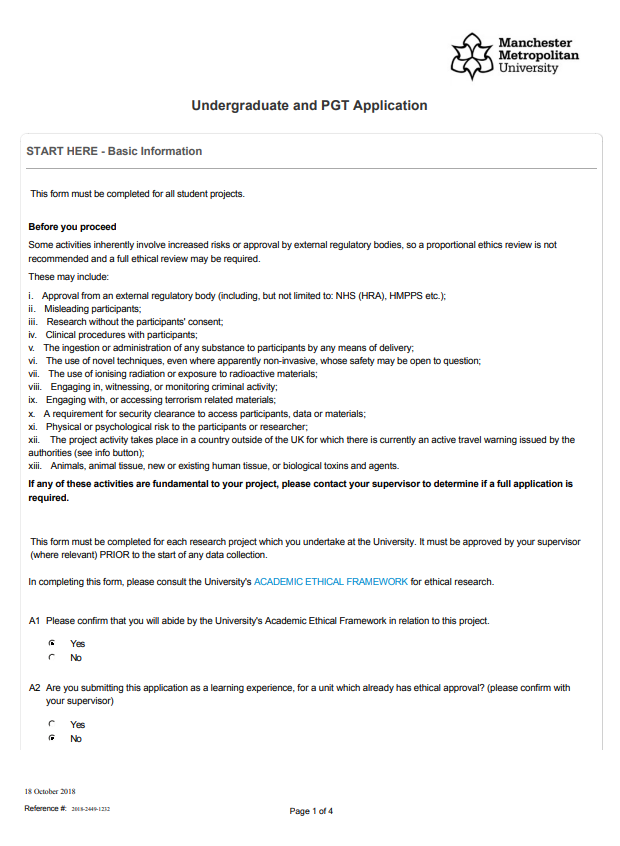 Manchester
Metropolitan
University
Undergraduate and PGT Application
START HERE - Basic Information
This form must be completed for all student projects.
Before you proceed
Some activities inherently involve increased risks or approval by external regulatory bodies, so a proportional ethics review is not
recommended and a full ethical review may be required.
These may include:
i. Approval from an external regulatory body (including, but not limited to: NHS (HRA), HMPPS etc.);
ii. Misleading participants;
iii. Research without the participants' consent;
iv. Clinical procedures with participants;
v. The ingestion or administration of any substance to participants by any means of delivery;
vi. The use of novel techniques, even where apparently non-invasive, whose safety may be open to question;
vii. The use of ionising radiation or exposure to radioactive materials;
viii. Engaging in, witnessing, or monitoring criminal activity;
ix. Engaging with, or accessing terrorism related materials;
x. A requirement for security clearance to access participants, data or materials;
xi. Physical or psychological risk to the participants or researcher;
xii. The project activity takes place in a country outside of the UK for which there is currently an active travel warning issued by the
authorities (see info button);
xiii. Animals, animal tissue, new or existing human tissue, or biological toxins and agents.
If any of these activities are fundamental to your project, please contact your supervisor to determine if a full application is
required.
This form must be completed for each research project which you undertake at the University. It must be approved by your supervisor
(where relevant) PRIOR to the start of any data collection.
In completing this form, please consult the University's ACADEMIC ETHICAL FRAMEWORK for ethical research.
A1 Please confirm that you will abide by the University's Academic Ethical Framework in relation to this project.
Yes
No
A2 Are you submitting this application as a learning experience, for a unit which already has ethical approval? (please confirm with
your supervisor)
Yes
No
18 October 2018
Reference #: 2018-2449-1232
Page 1 of 4